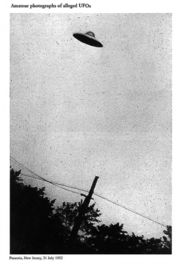 Amateur photographs of alleged UFOs
Passaic, New Jersey, 31 July 1952